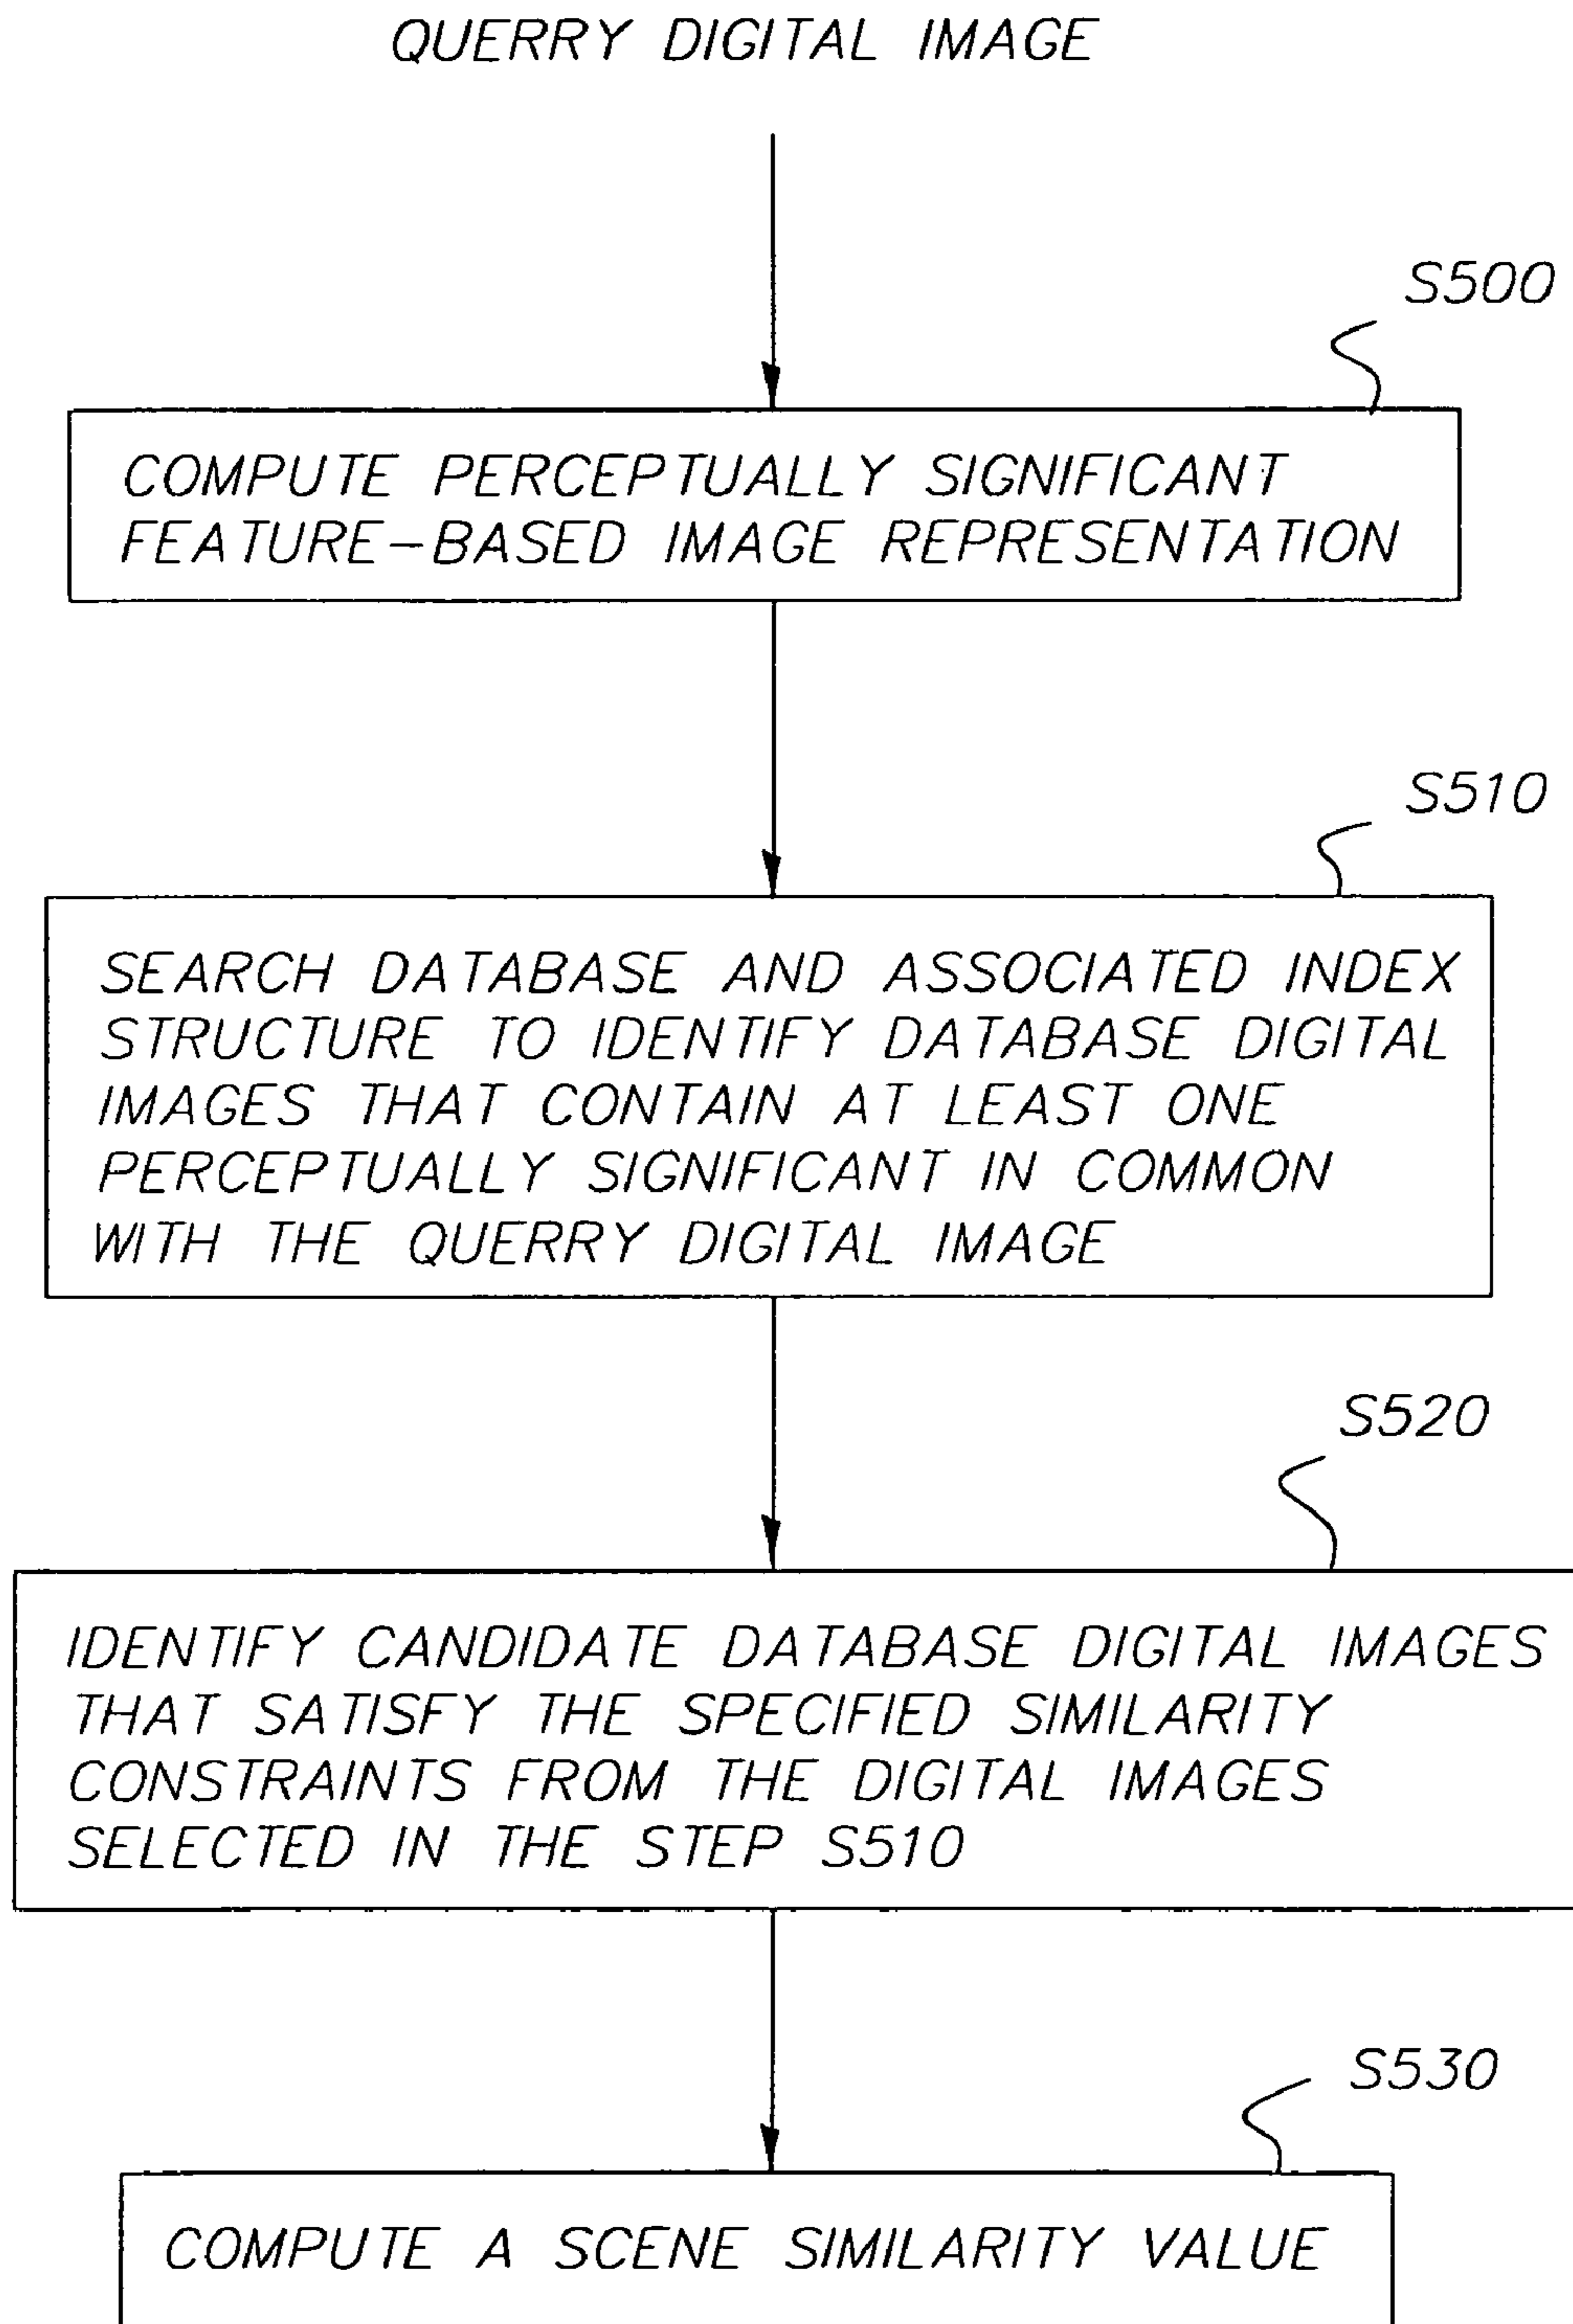 QUERRY DIGITAL IMAGE
S500
COMPUTE PERCEPTUALLY SIGNIFICANT
FEATURE-BASED IMAGE REPRESENTATION
S510
SEARCH DATABASE AND ASSOCIATED INDEX
STRUCTURE TO IDENTIFY DATABASE DIGITAL
IMAGES THAT CONTAIN AT LEAST ONE
PERCEPTUALLY SIGNIFICANT IN COMMON
WITH THE QUERRY DIGITAL IMAGE
S520
IDENTIFY CANDIDATE DATABASE DIGITAL IMAGES
THAT SATISFY THE SPECIFIED SIMILARITY
CONSTRAINTS FROM THE DIGITAL IMAGES
SELECTED IN THE STEP S510
S530
COMPUTE A SCENE SIMILARITY VALUE